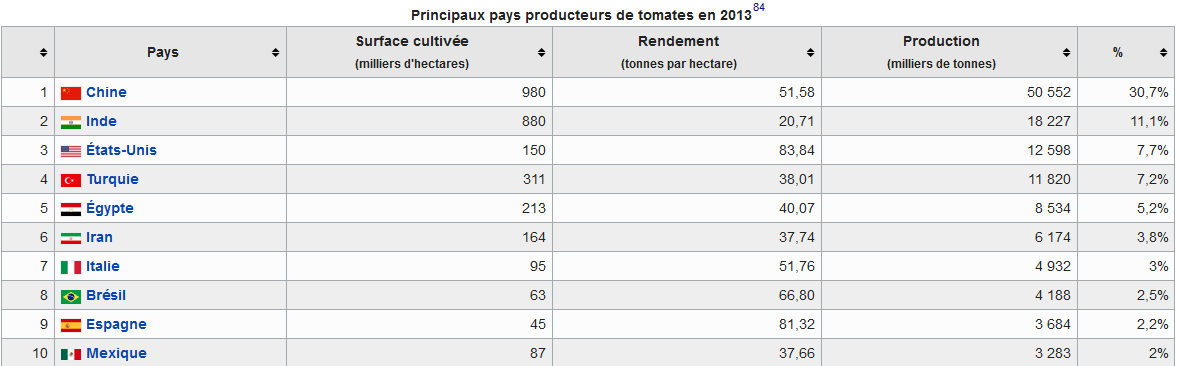 Principaux pays producteurs de tomates en 2013 84
Pays Surface cultivée (milliers d'hectares) Rendement (tonnes par hectare) Production (milliers de tonnes) %
1 Chine 980 51,58 50 552 30,7%
2 Inde 880 20,71 18 227 11,1%
3 États-Unis 150 83,84 12 598 7,7%
4 Turquie 311 38,01 11 820 7,2%
5 Égypte 213 40,07 8 534 5,2%
6 Iran 164 37,74 6 174 3,8%
7 Italie 95 51,76 4 932 3%
8 Brésil 63 66,80 4 188 2,5%
9 Espagne 45 81,32 3 684 2,2%
10 Mexique 87 37,66 3 283 2%